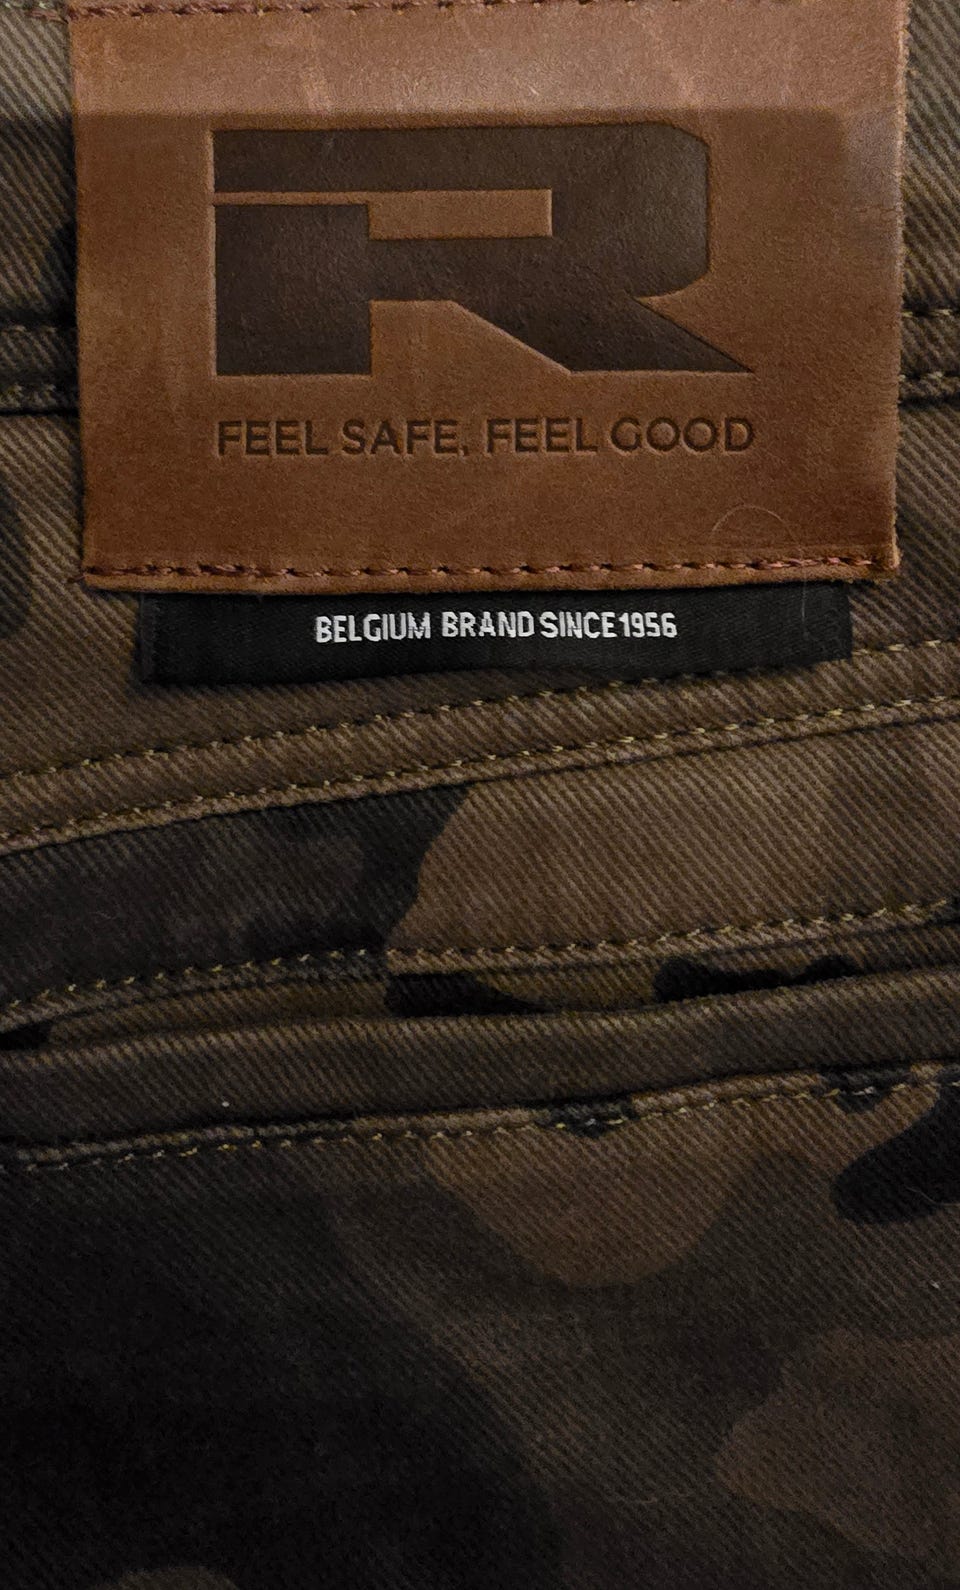 R
FEEL SAFE, FEEL GOOD
BELGIUM BRAND SINCE 1956